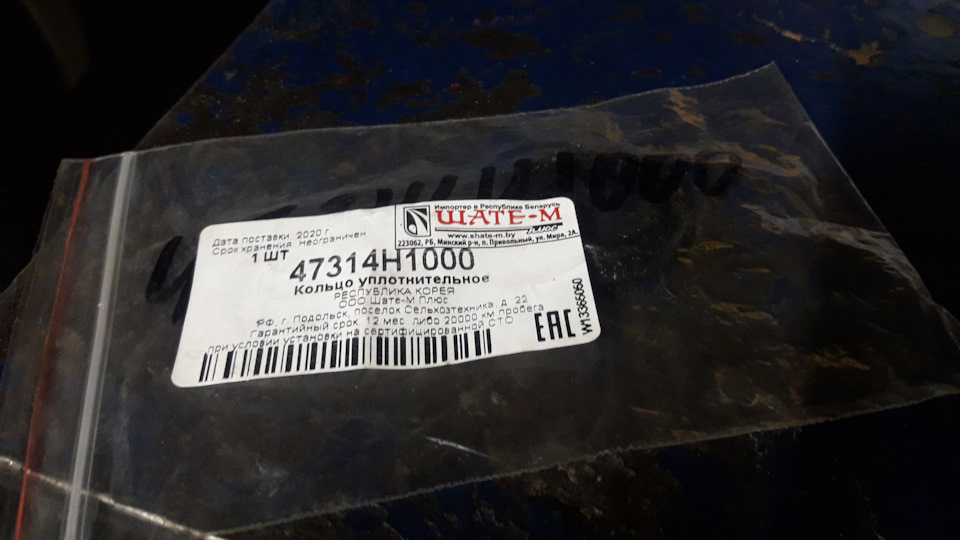 Дата поставки: 2020 г.
Срок хранения: Неограничен
1 ШТ
Импортер в Республике Беларусь
ШАТЕ-М
ПЛЮС
www.shate-m.by
223062, РБ, Минский р-н, п. Привольный, ул. Мира, 2А
47314H1000
Кольцо уплотнительное
РЕСПУБЛИКА КОРЕЯ
ООО Шате-М Плюс
РФ, г. Подольск, поселок Сельхозтехника, д. 22
Гарантийный срок: 12 мес. либо 20000 км пробега
при условии установки на сертифицированной СТО
EAC